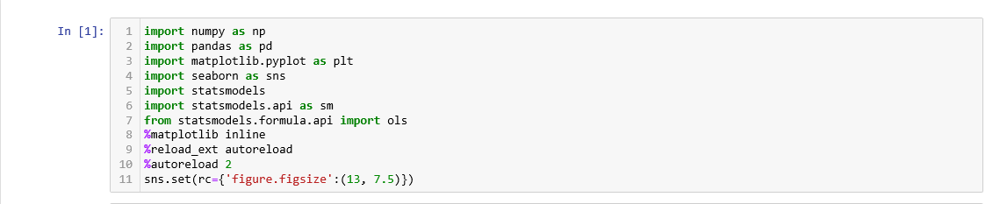 In [1]:
1 import numpy as np
2 import pandas as pd
3 import matplotlib.pyplot as plt
4 import seaborn as sns
5 import statsmodels
6 import statsmodels.api as sm
7 from statsmodels.formula.api import ols
8 %matplotlib inline
9 %reload_ext autoreload
10 %autoreload 2
11 sns.set(rc={'figure.figsize':(13, 7.5)})